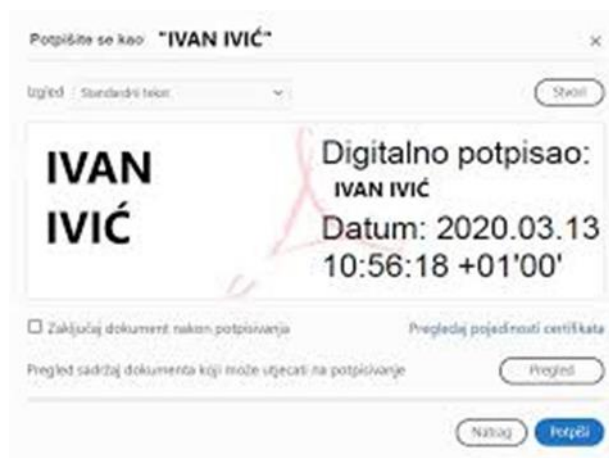 Potpišite se kao "IVAN IVIĆ"
Izgled Standardni tekst
Stvori
IVAN
IVIĆ
Digitalno potpisao:
IVAN IVIĆ
Datum: 2020.03.13
10:56:18 +01'00'
Zaključaj dokument nakon potpisivanja
Pregledaj pojedinosti certifikata
Pregled sadržaj dokumenta koji može utjecati na potpisivanje
Pregled
Natrag
Potpiši